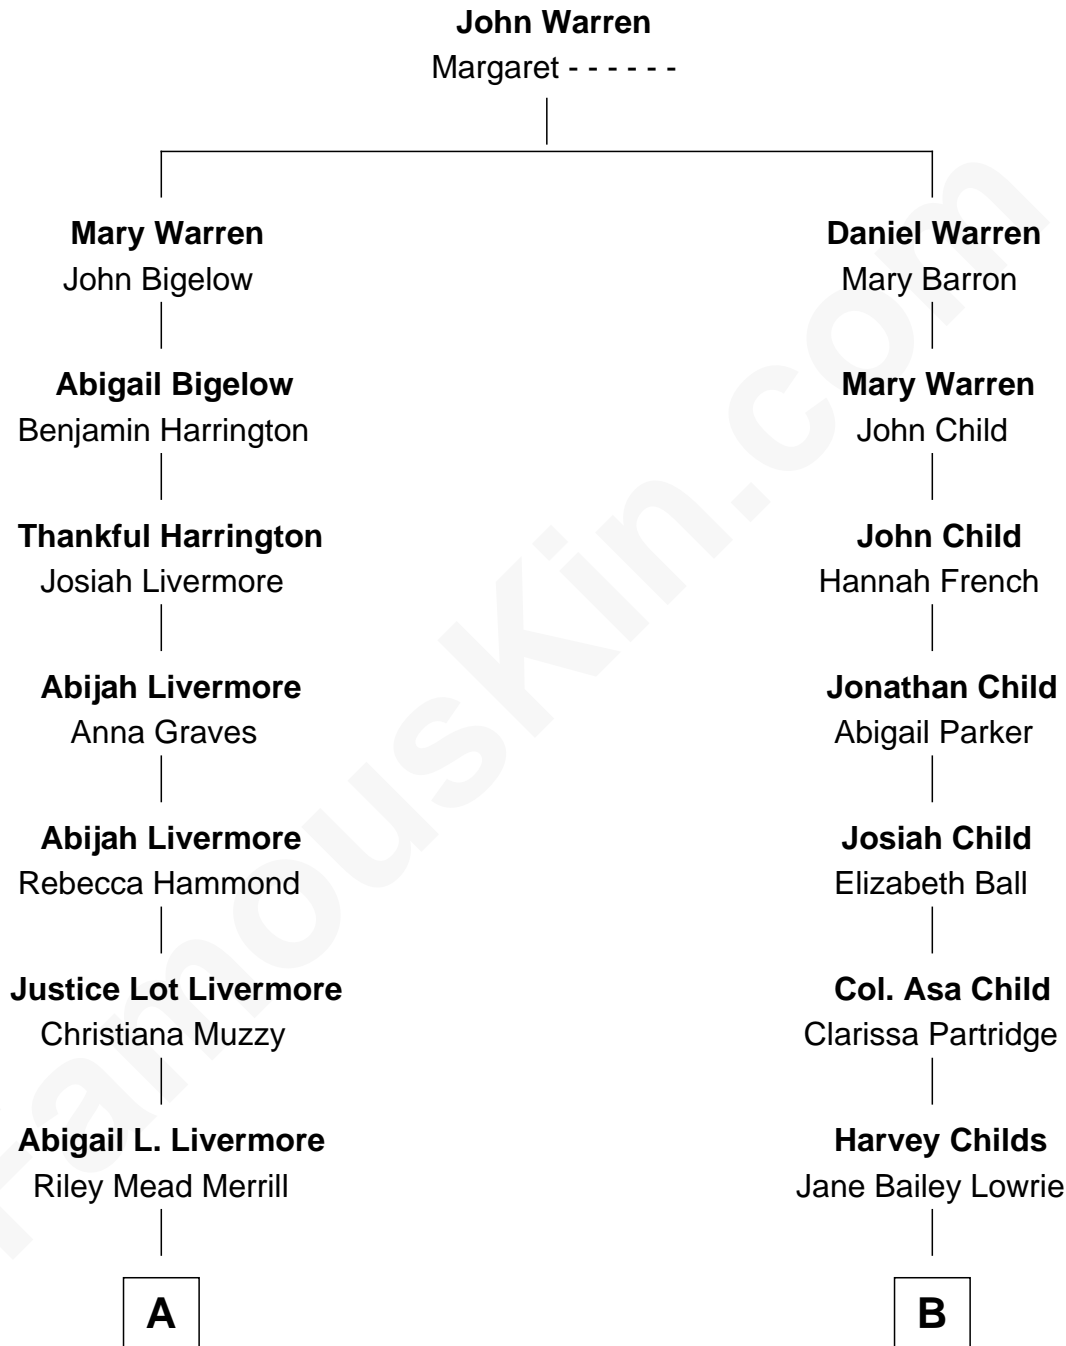 John Warren
Margaret - - - - - -
Mary Warren
John Bigelow
Daniel Warren
Mary Barron
Abigail Bigelow
Benjamin Harrington
Mary Warren
John Child
Thankful Harrington
Josiah Livermore
John Child
Hannah French
Abijah Livermore
Anna Graves
Jonathan Child
Abigail Parker
Abijah Livermore
Rebecca Hammond
Josiah Child
Elizabeth Ball
Justice Lot Livermore
Christiana Muzzy
Col. Asa Child
Clarissa Partridge
Abigail L. Livermore
Riley Mead Merrill
Harvey Childs
Jane Bailey Lowrie
A
B
FamousKin.com